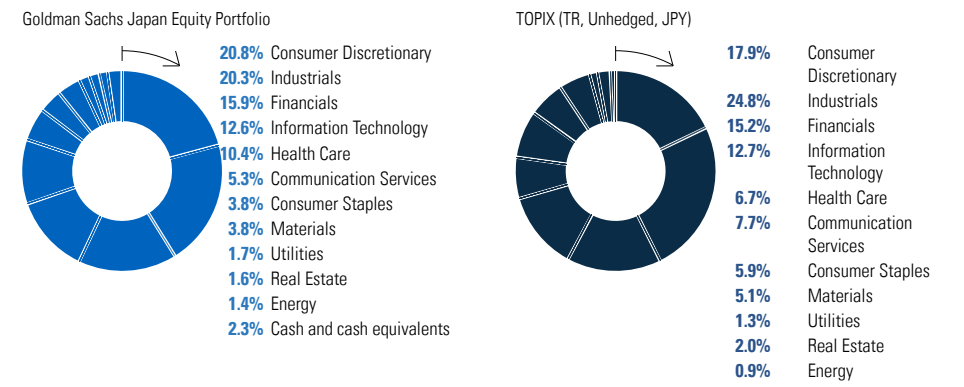 Goldman Sachs Japan Equity Portfolio
20.8% Consumer Discretionary
20.3% Industrials
15.9% Financials
12.6% Information Technology
10.4% Health Care
5.3% Communication Services
3.8% Consumer Staples
3.8% Materials
1.7% Utilities
1.6% Real Estate
1.4% Energy
2.3% Cash and cash equivalents
TOPIX (TR, Unhedged, JPY)
17.9% Consumer
Discretionary
24.8% Industrials
15.2% Financials
12.7% Information
Technology
6.7% Health Care
7.7% Communication
Services
5.9% Consumer Staples
5.1% Materials
1.3% Utilities
2.0% Real Estate
0.9% Energy